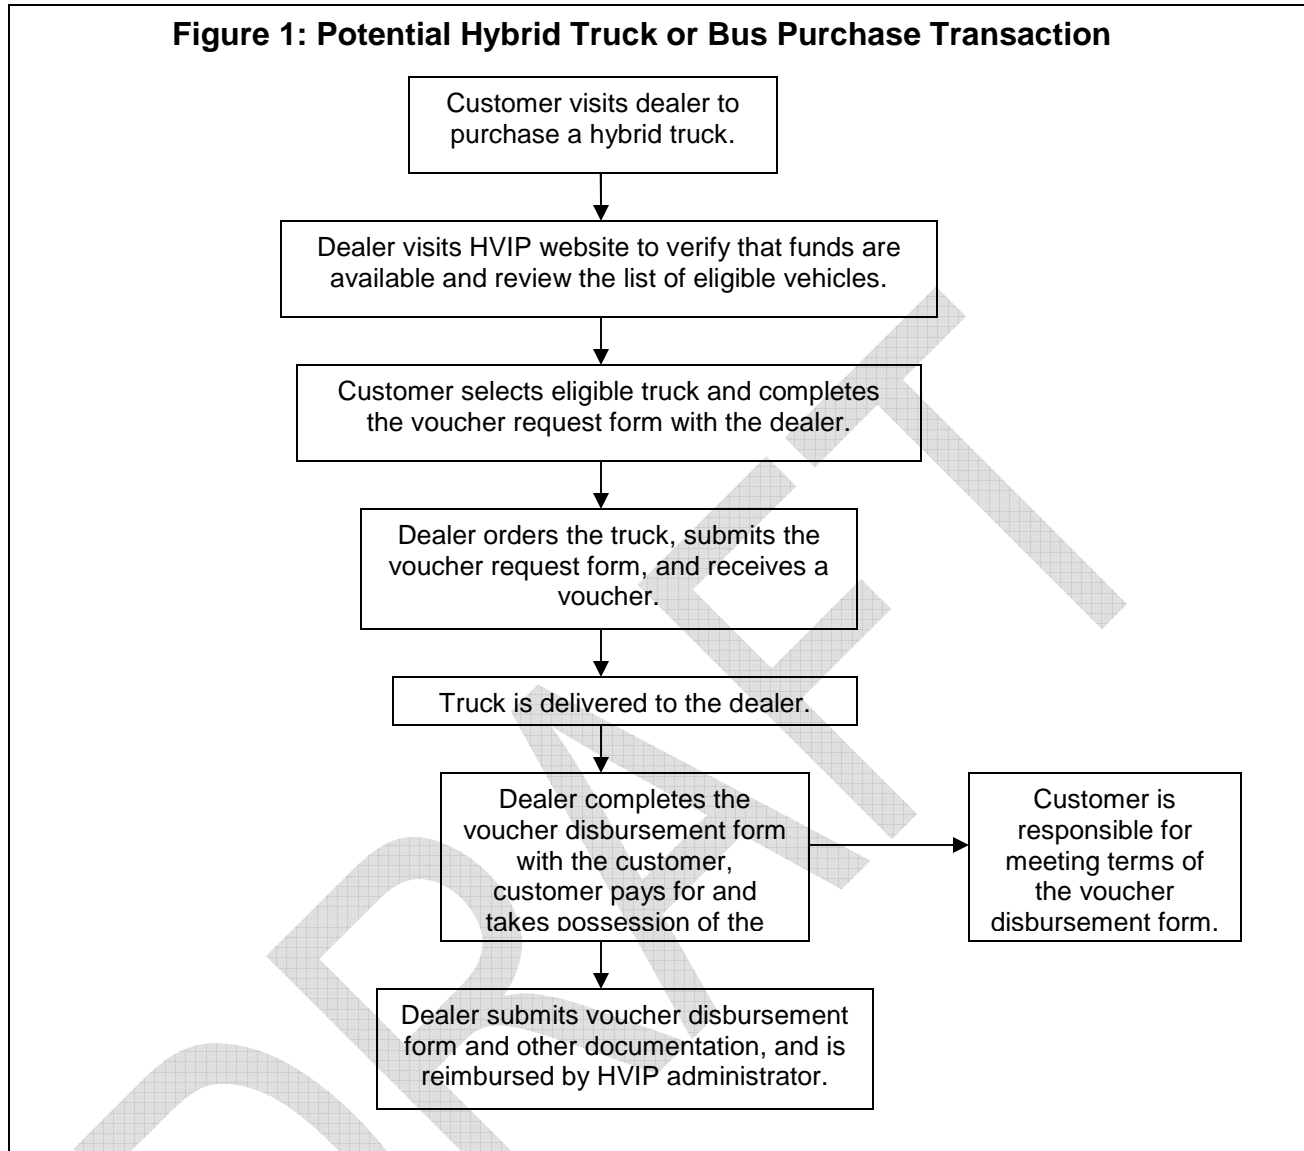 Figure 1: Potential Hybrid Truck or Bus Purchase Transaction
Customer visits dealer to
purchase a hybrid truck.
Dealer visits HVIP website to verify that funds are
available and review the list of eligible vehicles.
Customer selects eligible truck and completes
the voucher request form with the dealer.
Dealer orders the truck, submits the
voucher request form, and receives a
voucher.
Truck is delivered to the dealer.
Dealer completes the
voucher disbursement form
with the customer,
customer pays for and
takes possession of the
Customer is
responsible for
meeting terms of
the voucher
disbursement form.
Dealer submits voucher disbursement
form and other documentation, and is
reimbursed by HVIP administrator.
DRAFT